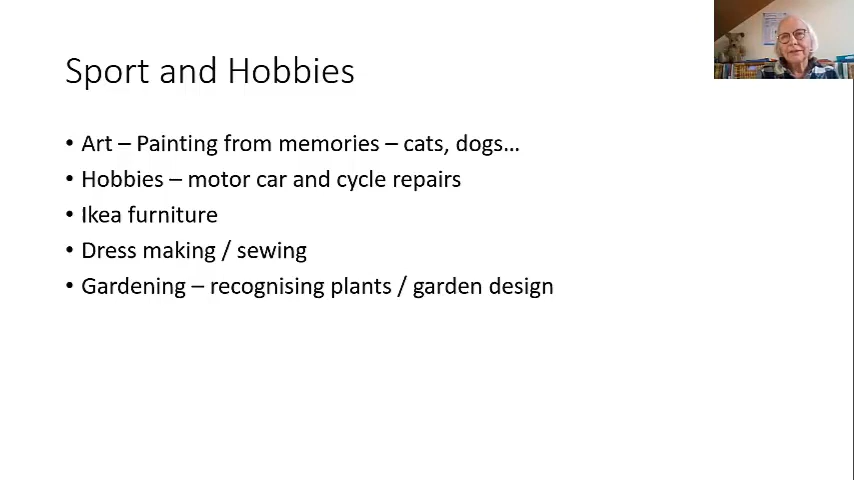 Sport and Hobbies
• Art – Painting from memories – cats, dogs…
• Hobbies – motor car and cycle repairs
• Ikea furniture
• Dress making / sewing
• Gardening – recognising plants / garden design